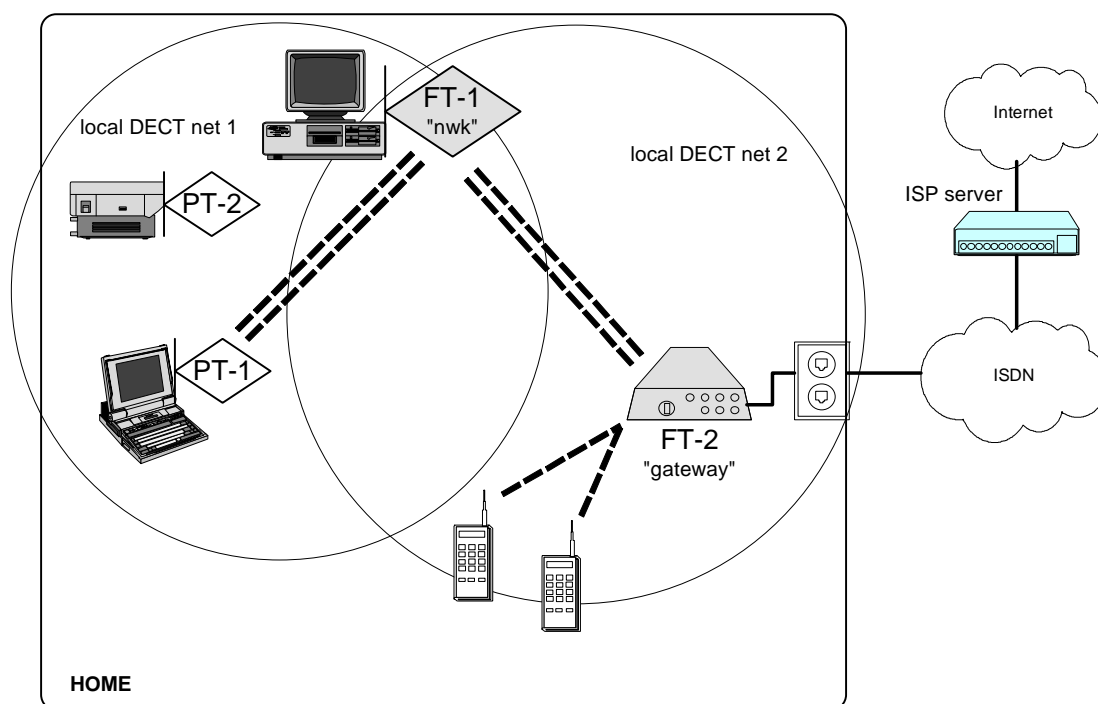 FT-1
"nwk"
local DECT net 1
local DECT net 2
PT-2
PT-1
FT-2
"gateway"
HOME
Internet
ISP server
ISDN